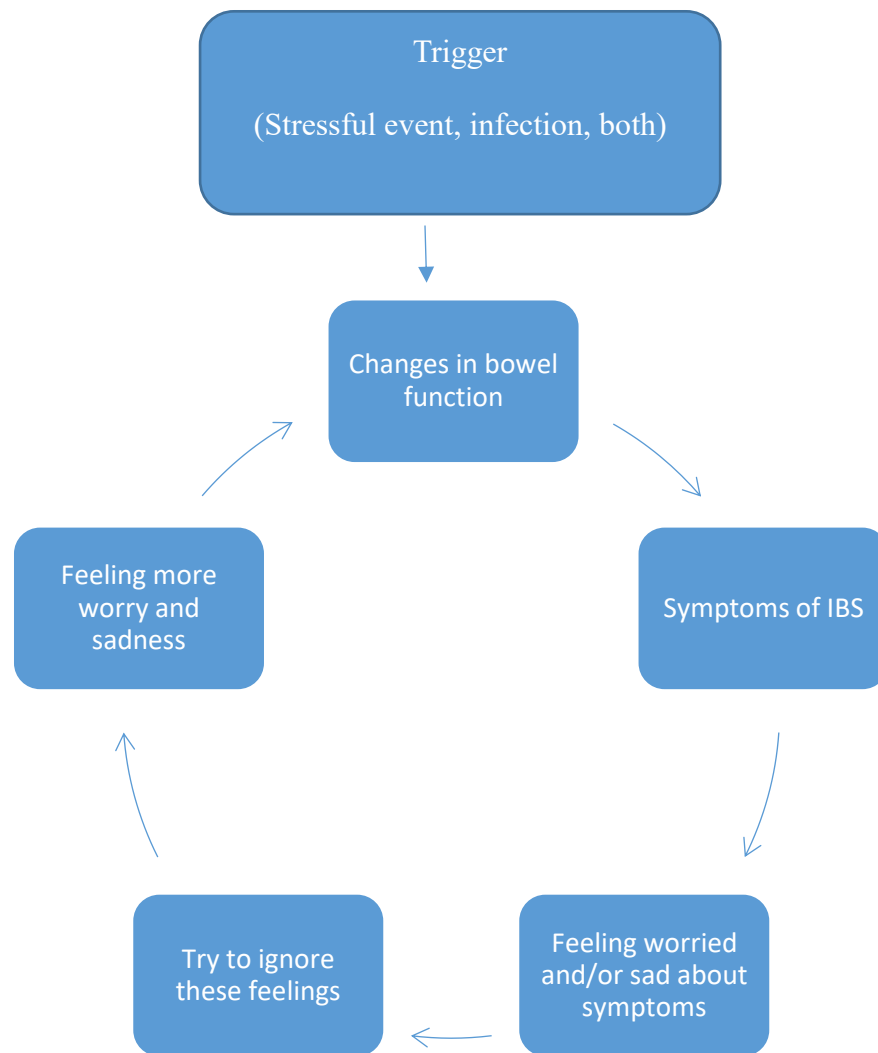 Trigger
(Stressful event, infection, both)
Changes in bowel
function
Symptoms of IBS
Feeling worried
and/or sad about
symptoms
Try to ignore
these feelings
Feeling more
worry and
sadness